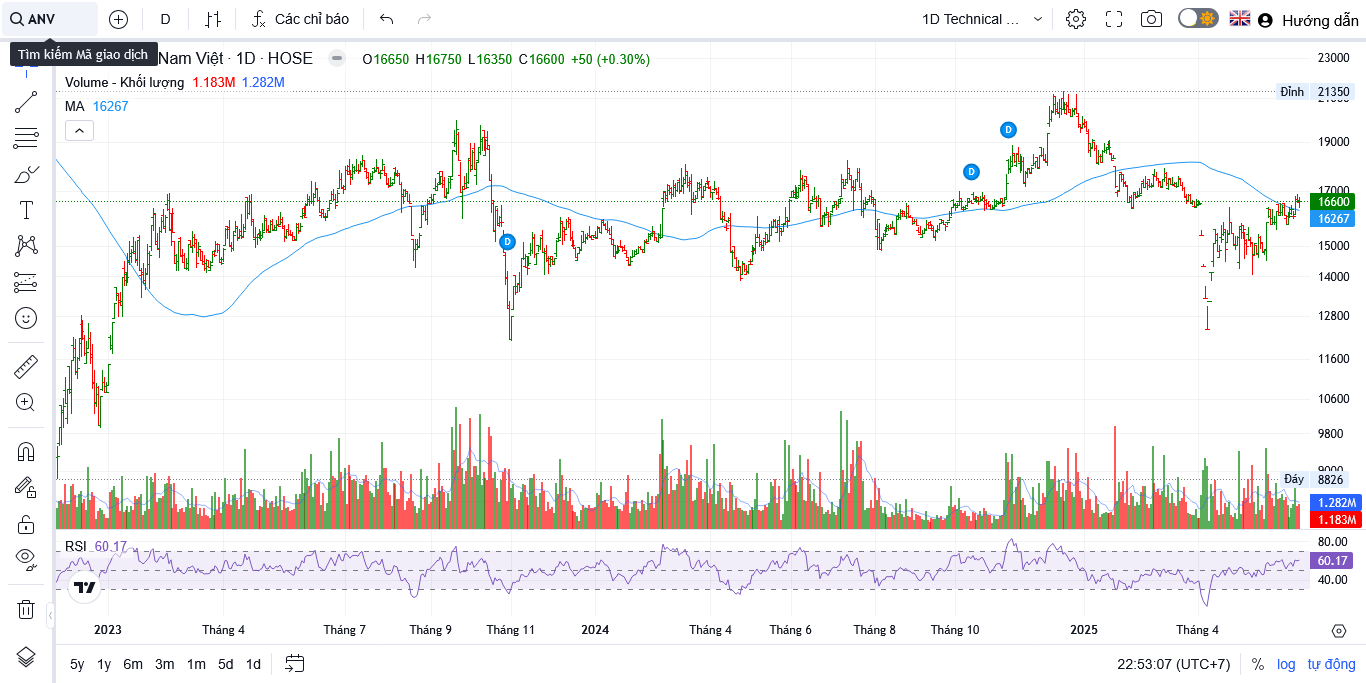 ANV
D
Các chỉ báo
1D Technical ...
Hướng dẫn
Tìm kiếm Mã giao dịch
Nam Việt · 1D · HOSE
O16650 H16750 L16350 C16600 +50 (+0.30%)
Volume - Khối lượng 1.183M 1.282M
MA 16267
D
D
D
23000
Đỉnh 21350
19000
17000
16600
16267
15000
14000
12800
11600
10600
9800
9000
Đáy 8826
1.282M
1.183M
RSI 60.17
80.00
60.17
40.00
2023 Tháng 4 Tháng 7 Tháng 9 Tháng 11 2024 Tháng 4 Tháng 6 Tháng 8 Tháng 10 2025 Tháng 4
5y 1y 6m 3m 1m 5d 1d
22:53:07 (UTC+7) % log tự động